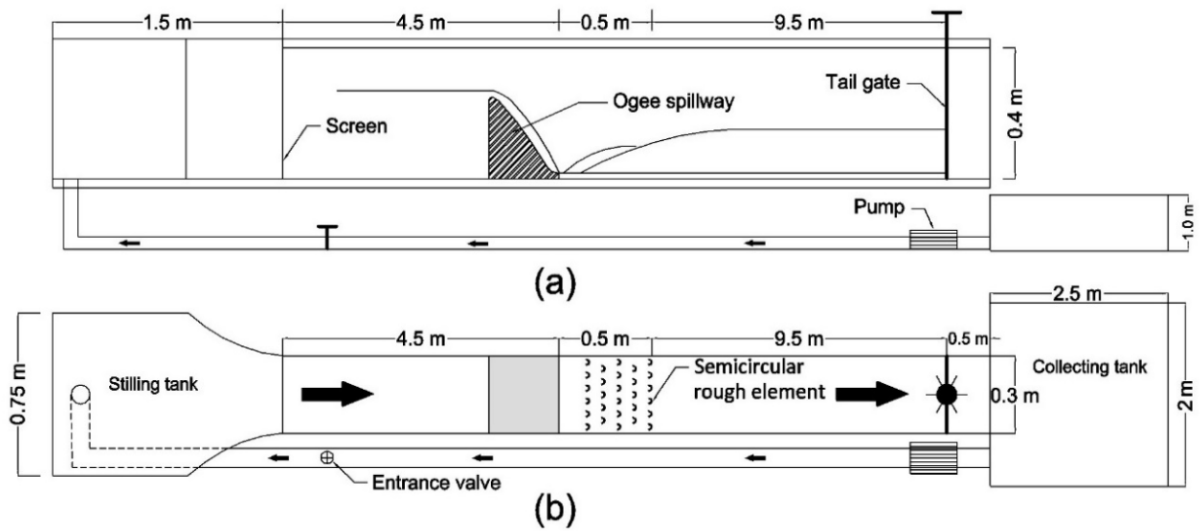 1.5 m
4.5 m
0.5 m
9.5 m
Ogee spillway
Tail gate
Screen
0.4 m
Pump
1.0 m
(a)
2.5 m
4.5 m
0.5 m
9.5 m
0.5 m
0.75 m
Stilling tank
Semicircular
rough element
Collecting tank
0.3 m
2 m
Entrance valve
(b)